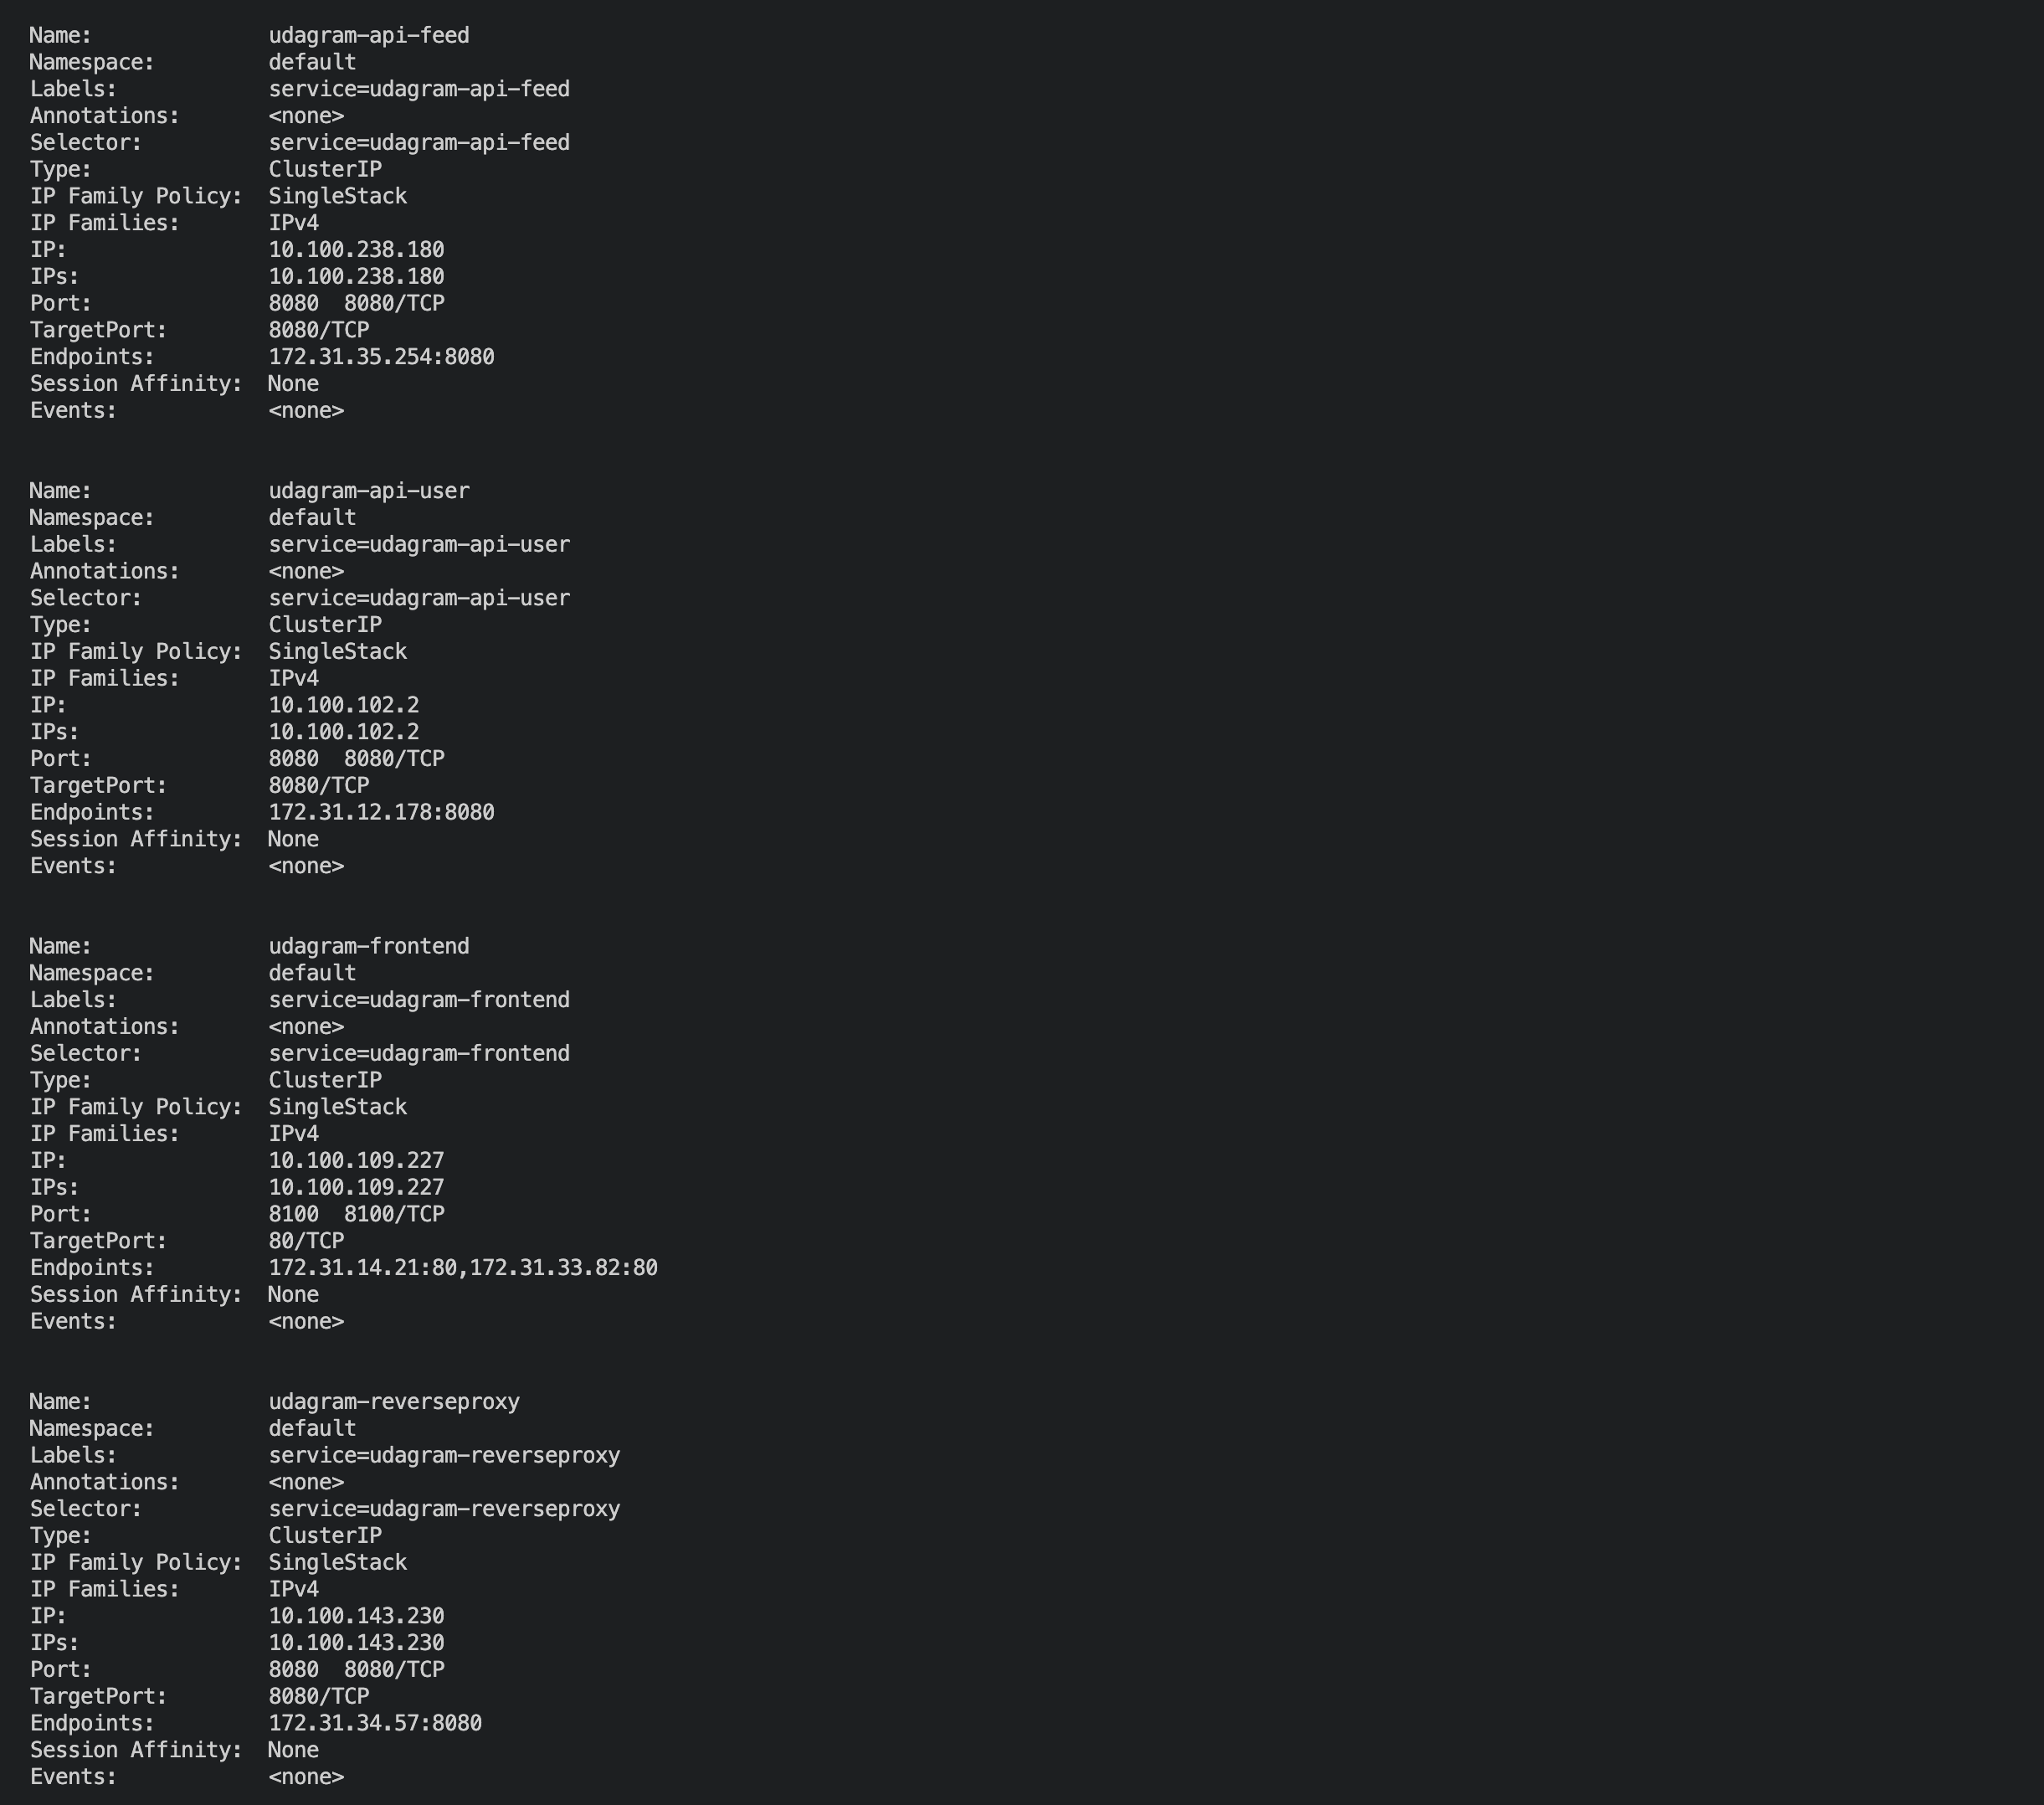 Name:              udagram-api-feed
Namespace:         default
Labels:            service=udagram-api-feed
Annotations:       <none>
Selector:          service=udagram-api-feed
Type:              ClusterIP
IP Family Policy:  SingleStack
IP Families:       IPv4
IP:                10.100.238.180
IPs:               10.100.238.180
Port:              8080  8080/TCP
TargetPort:        8080/TCP
Endpoints:         172.31.35.254:8080
Session Affinity:  None
Events:            <none>

Name:              udagram-api-user
Namespace:         default
Labels:            service=udagram-api-user
Annotations:       <none>
Selector:          service=udagram-api-user
Type:              ClusterIP
IP Family Policy:  SingleStack
IP Families:       IPv4
IP:                10.100.102.2
IPs:               10.100.102.2
Port:              8080  8080/TCP
TargetPort:        8080/TCP
Endpoints:         172.31.12.178:8080
Session Affinity:  None
Events:            <none>

Name:              udagram-frontend
Namespace:         default
Labels:            service=udagram-frontend
Annotations:       <none>
Selector:          service=udagram-frontend
Type:              ClusterIP
IP Family Policy:  SingleStack
IP Families:       IPv4
IP:                10.100.109.227
IPs:               10.100.109.227
Port:              8100  8100/TCP
TargetPort:        80/TCP
Endpoints:         172.31.14.21:80,172.31.33.82:80
Session Affinity:  None
Events:            <none>

Name:              udagram-reverseproxy
Namespace:         default
Labels:            service=udagram-reverseproxy
Annotations:       <none>
Selector:          service=udagram-reverseproxy
Type:              ClusterIP
IP Family Policy:  SingleStack
IP Families:       IPv4
IP:                10.100.143.230
IPs:               10.100.143.230
Port:              8080  8080/TCP
TargetPort:        8080/TCP
Endpoints:         172.31.34.57:8080
Session Affinity:  None
Events:            <none>